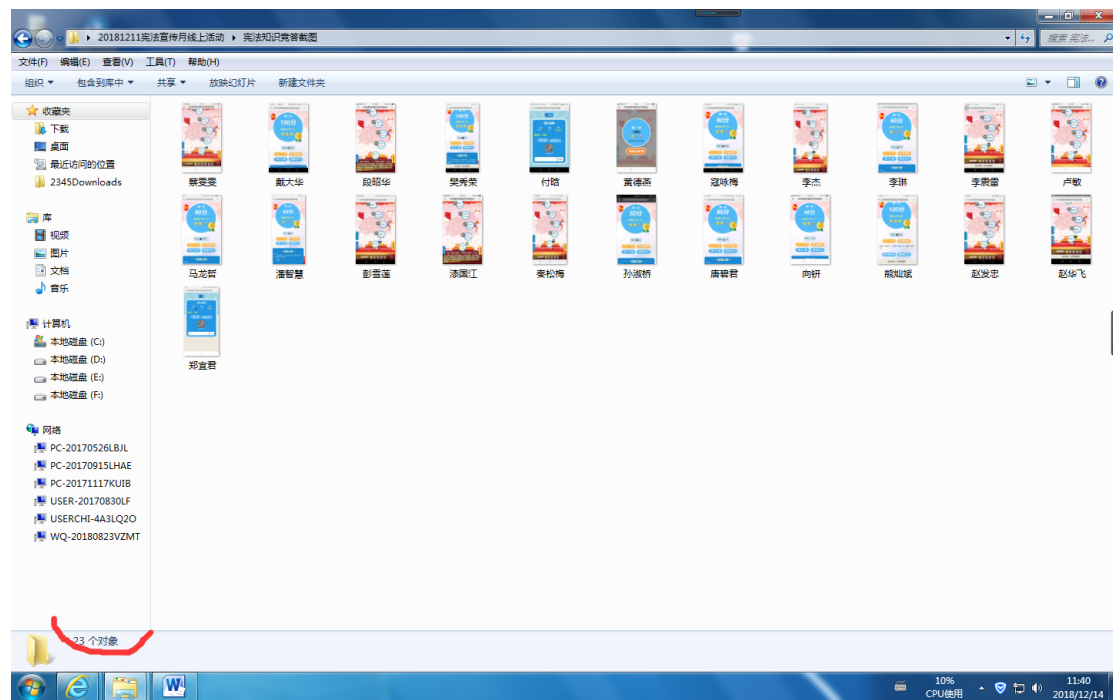 20181211宪法宣传月线上活动 ▸ 宪法知识竞答截图
搜索 宪法...
文件(F) 编辑(E) 查看(V) 工具(T) 帮助(H)
组织 包含到库中 共享 放映幻灯片 新建文件夹
收藏夹
下载
桌面
最近访问的位置
2345Downloads
库
视频
图片
文档
音乐
计算机
本地磁盘 (C:)
本地磁盘 (D:)
本地磁盘 (E:)
本地磁盘 (F:)
网络
PC-20170526LBJL
PC-20170915LHAE
PC-20171117KUIB
USER-20170830LF
USERCHI-4A3LQ2O
WQ-20180823VZMT
蔡雯雯 戴大华 段昭华 樊秀荣 付晗 黄德燕 寇咏梅 李杰 李琳 李震雷 卢敏
马龙哲 潘智慧 彭雪莲 漆国江 秦松梅 孙淑桥 唐碧君 向研 熊灿斌 赵发忠 赵华飞
郑宣君
23 个对象
10%
CPU使用
11:40
2018/12/14